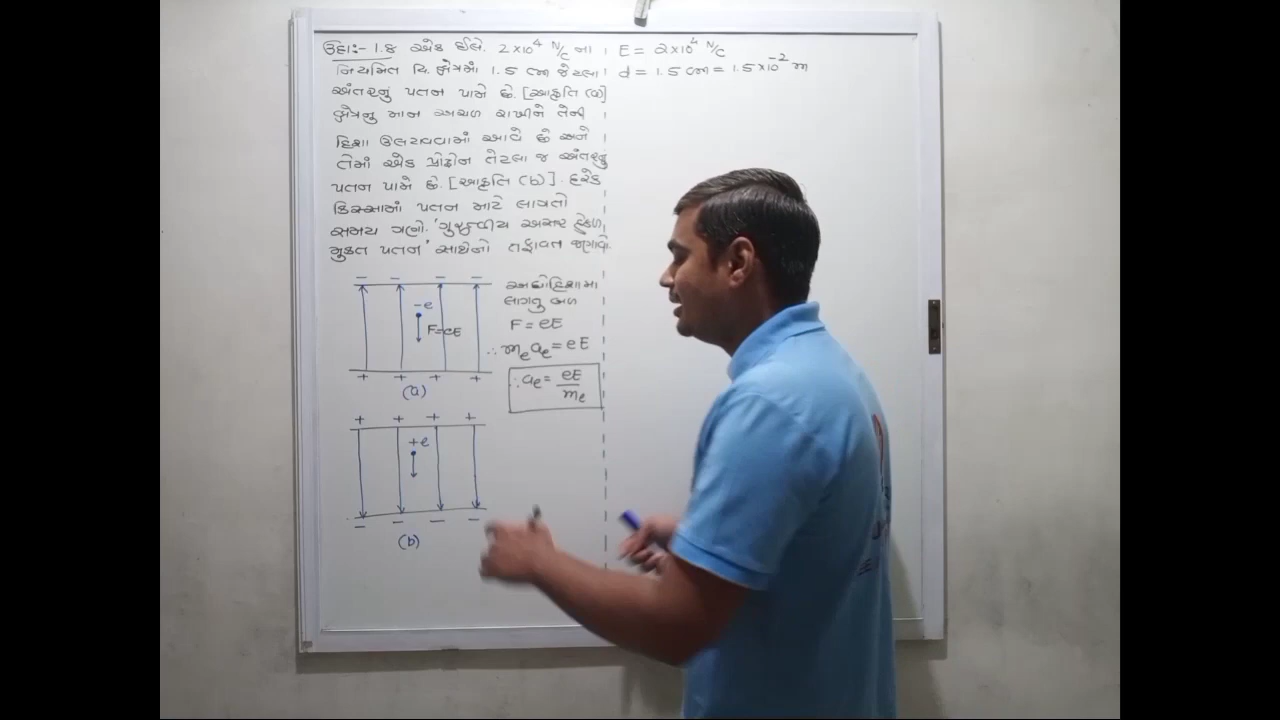 ઉદા:- 1.8 એક ઈલે. 2×10⁴ N/C ના
નિયમિત વિ. ક્ષેત્રમાં 1.5 cm જેટલા
અંતરનું પતન પામે છે. [આકૃતિ (a)]
ક્ષેત્રનુ માન અચળ રાખીને તેની
દિશા ઉલટાવવામાં આવે છે અને
તેમાં એક પ્રોટોન તેટલા જ અંતરનુ
પતન પામે છે. [આકૃતિ (b)]. દરેક
કિસ્સામાં પતન માટે લાગતો
સમય ગણો. 'ગુરુત્વીય અસર હેઠળ
મુક્ત પતન' સાથેનો તફાવત જણાવો.
E = 2×10⁴ N/C
d = 1.5 cm = 1.5×10⁻² m
− − − −
−e
F=eE
+ + + +
(a)
અધોદિશામા
લાગતુ બળ
F = eE
∴ mₑaₑ = eE
∴ aₑ = eE/mₑ
+ + + +
+e
− − − −
(b)